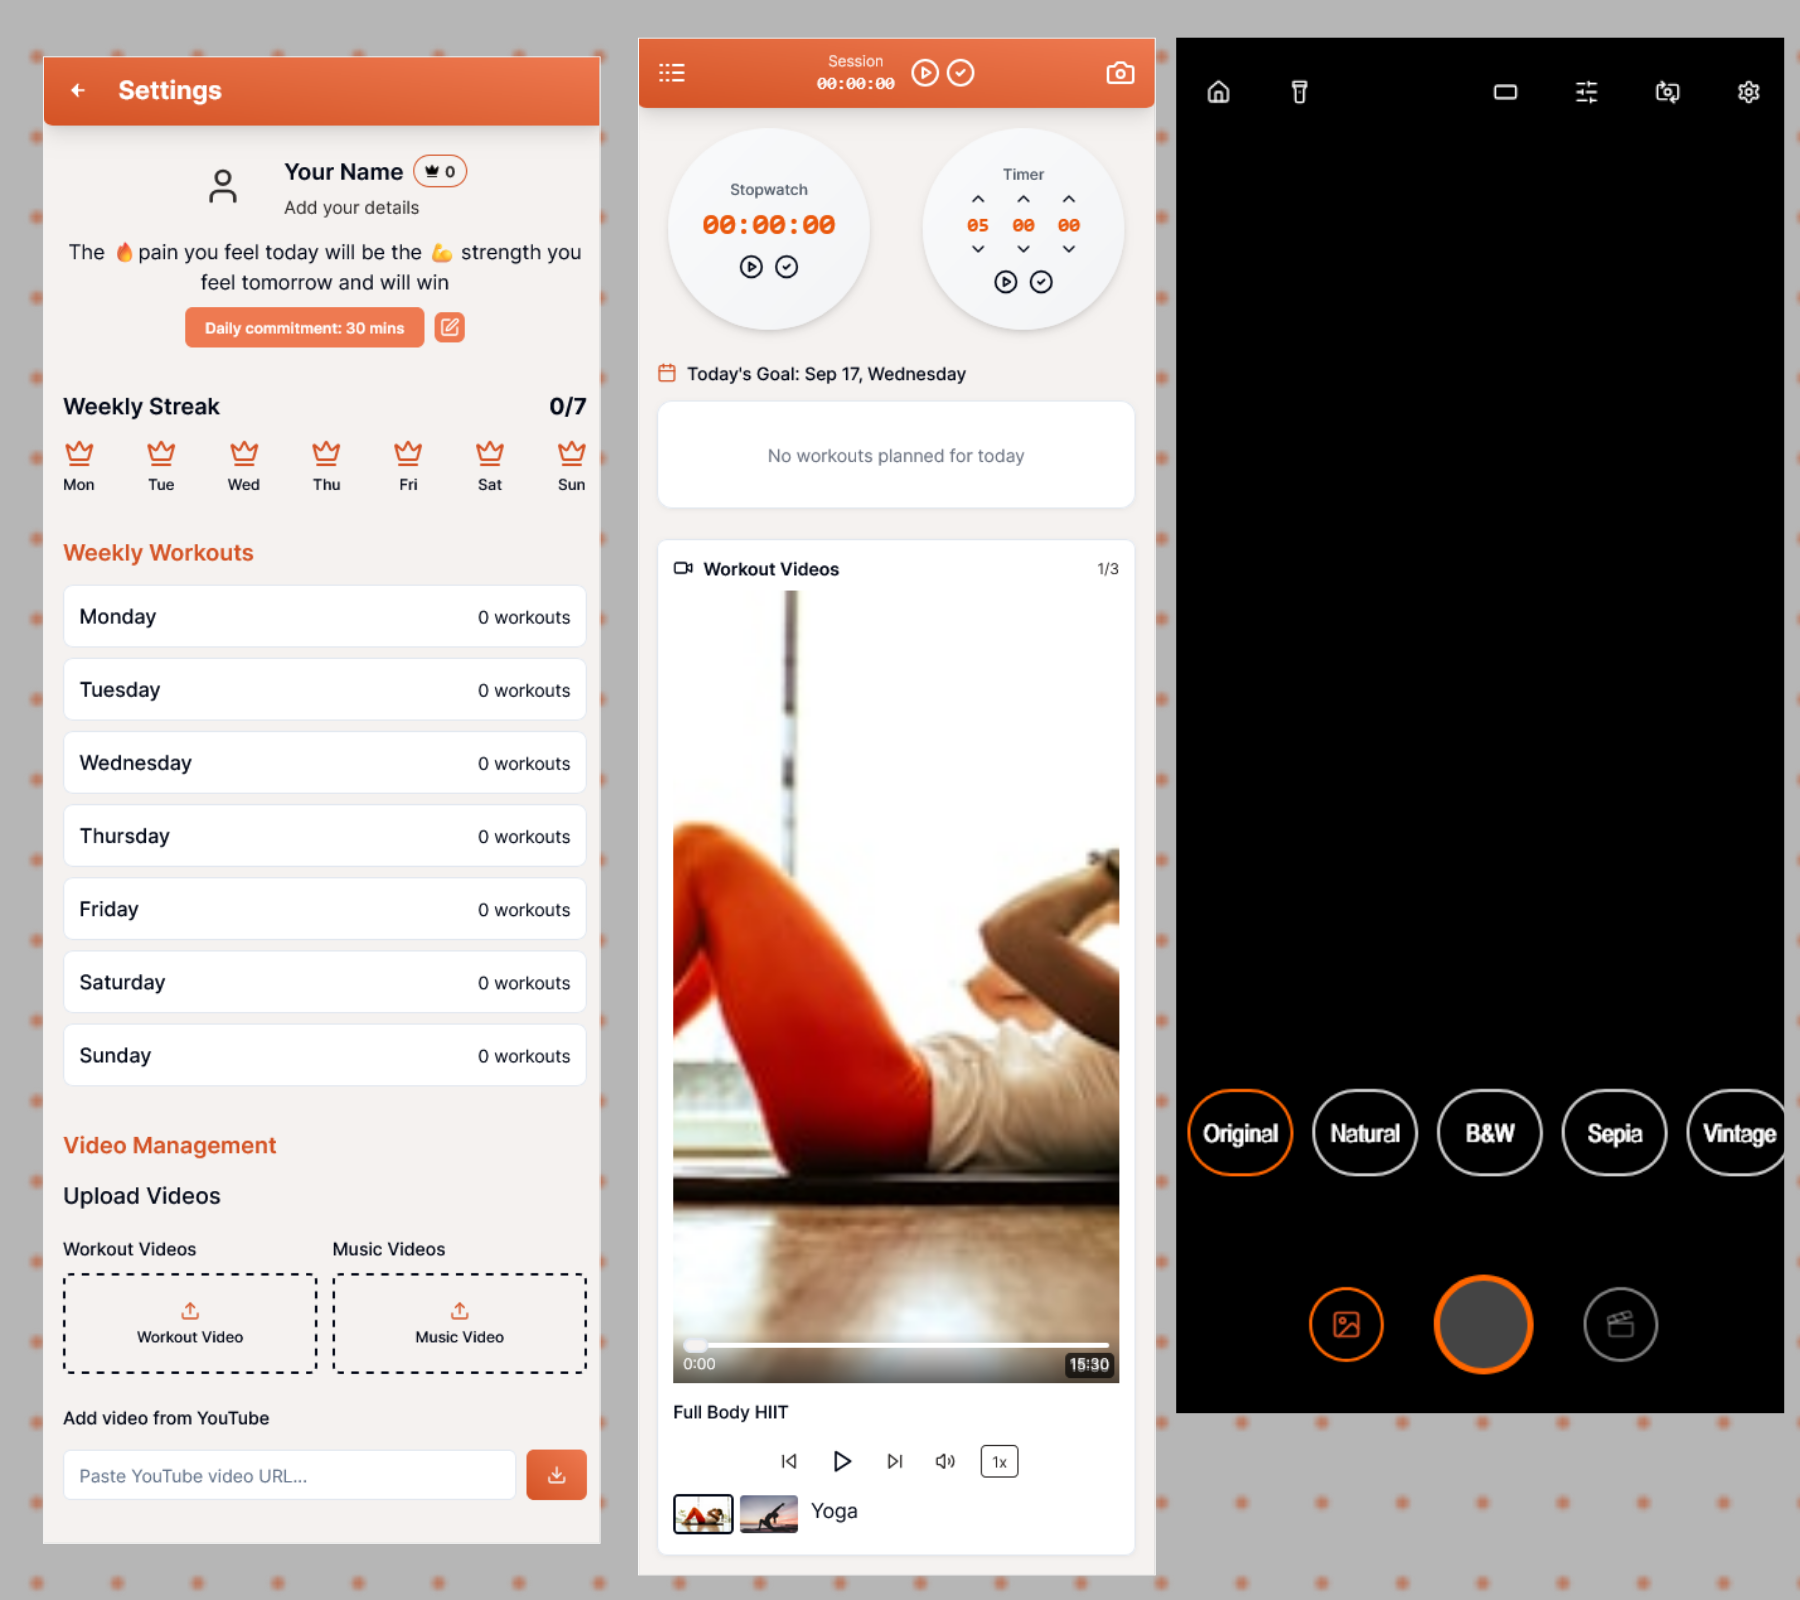 Settings
Your Name
0
Add your details
The 🔥 pain you feel today will be the 💪 strength you
feel tomorrow and will win
Daily commitment: 30 mins
Weekly Streak
0/7
Mon Tue Wed Thu Fri Sat Sun
Weekly Workouts
Monday 0 workouts
Tuesday 0 workouts
Wednesday 0 workouts
Thursday 0 workouts
Friday 0 workouts
Saturday 0 workouts
Sunday 0 workouts
Video Management
Upload Videos
Workout Videos Music Videos
Workout Video Music Video
Add video from YouTube
Paste YouTube video URL...
Session
00:00:00
Stopwatch
00:00:00
Timer
05 00 00
Today's Goal: Sep 17, Wednesday
No workouts planned for today
Workout Videos 1/3
0:00 15:30
Full Body HIIT
1x
Yoga
Original Natural B&W Sepia Vintage